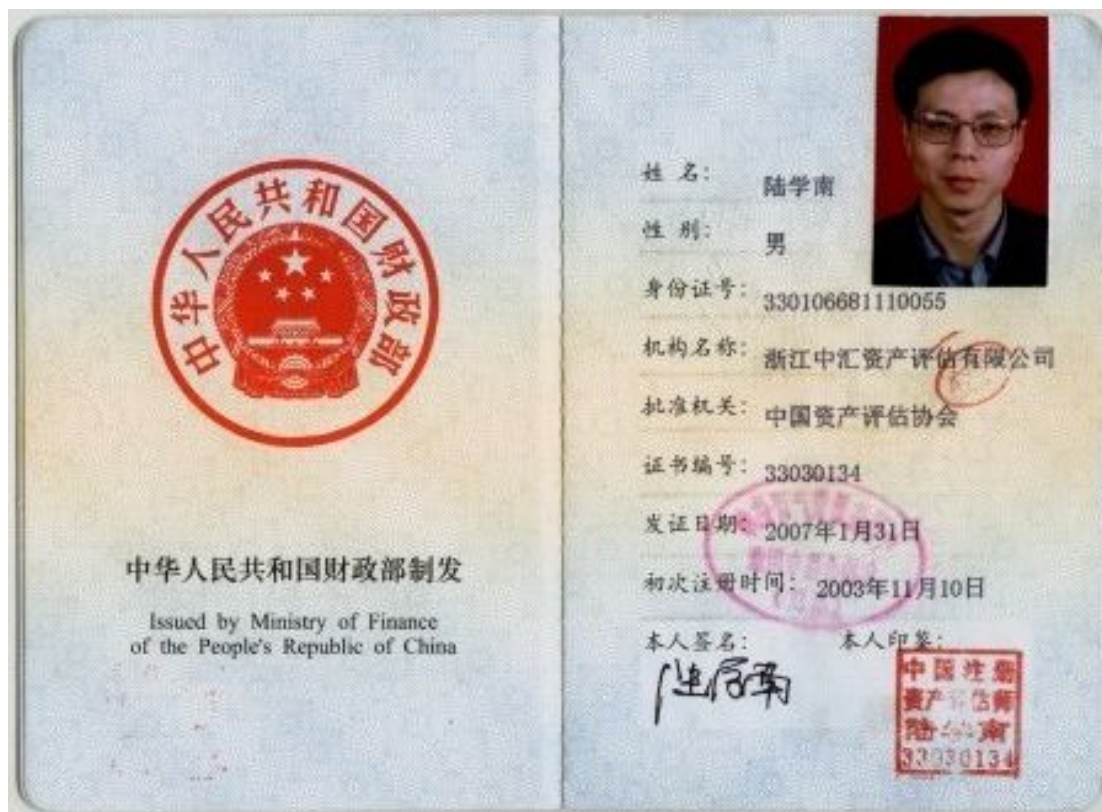 中华人民共和国财政部
中华人民共和国财政部制发
Issued by Ministry of Finance
of the People's Republic of China
姓 名： 陆学南
性 别： 男
身份证号： 330106681110055
机构名称： 浙江中汇资产评估有限公司
批准机关： 中国资产评估协会
证书编号： 33030134
发证日期： 2007年1月31日
初次注册时间： 2003年11月10日
本人签名： 本人印鉴：
陆学南
中国注册
资产评估师
陆学南
33030134